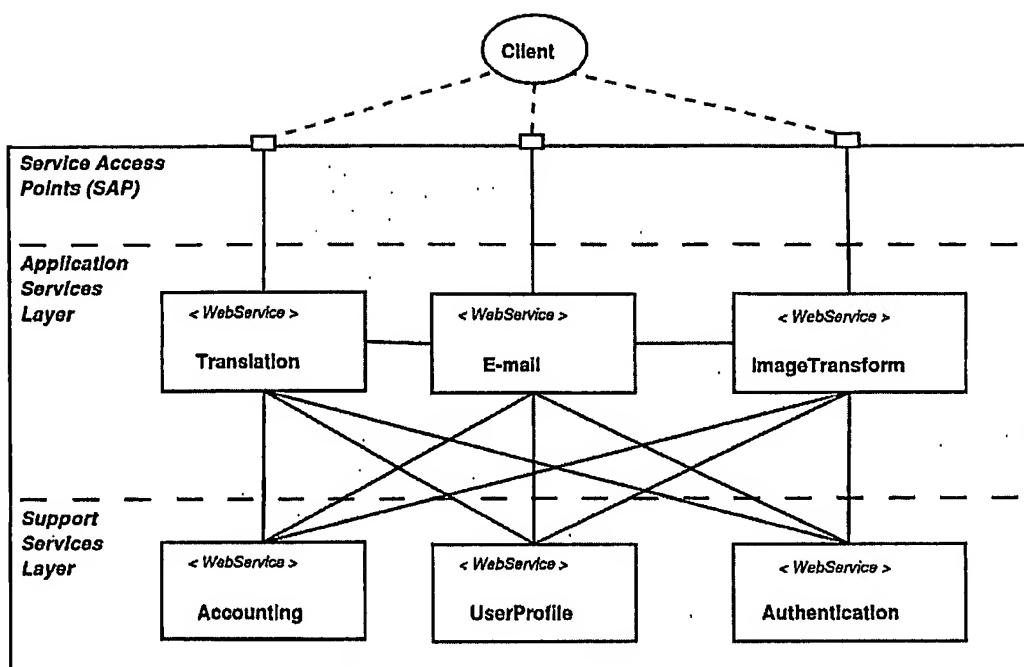 Client
Service Access
Points (SAP)
Application
Services
Layer
< WebService >
Translation
< WebService >
E-mail
< WebService >
ImageTransform
Support
Services
Layer
< WebService >
Accounting
< WebService >
UserProfile
< WebService >
Authentication